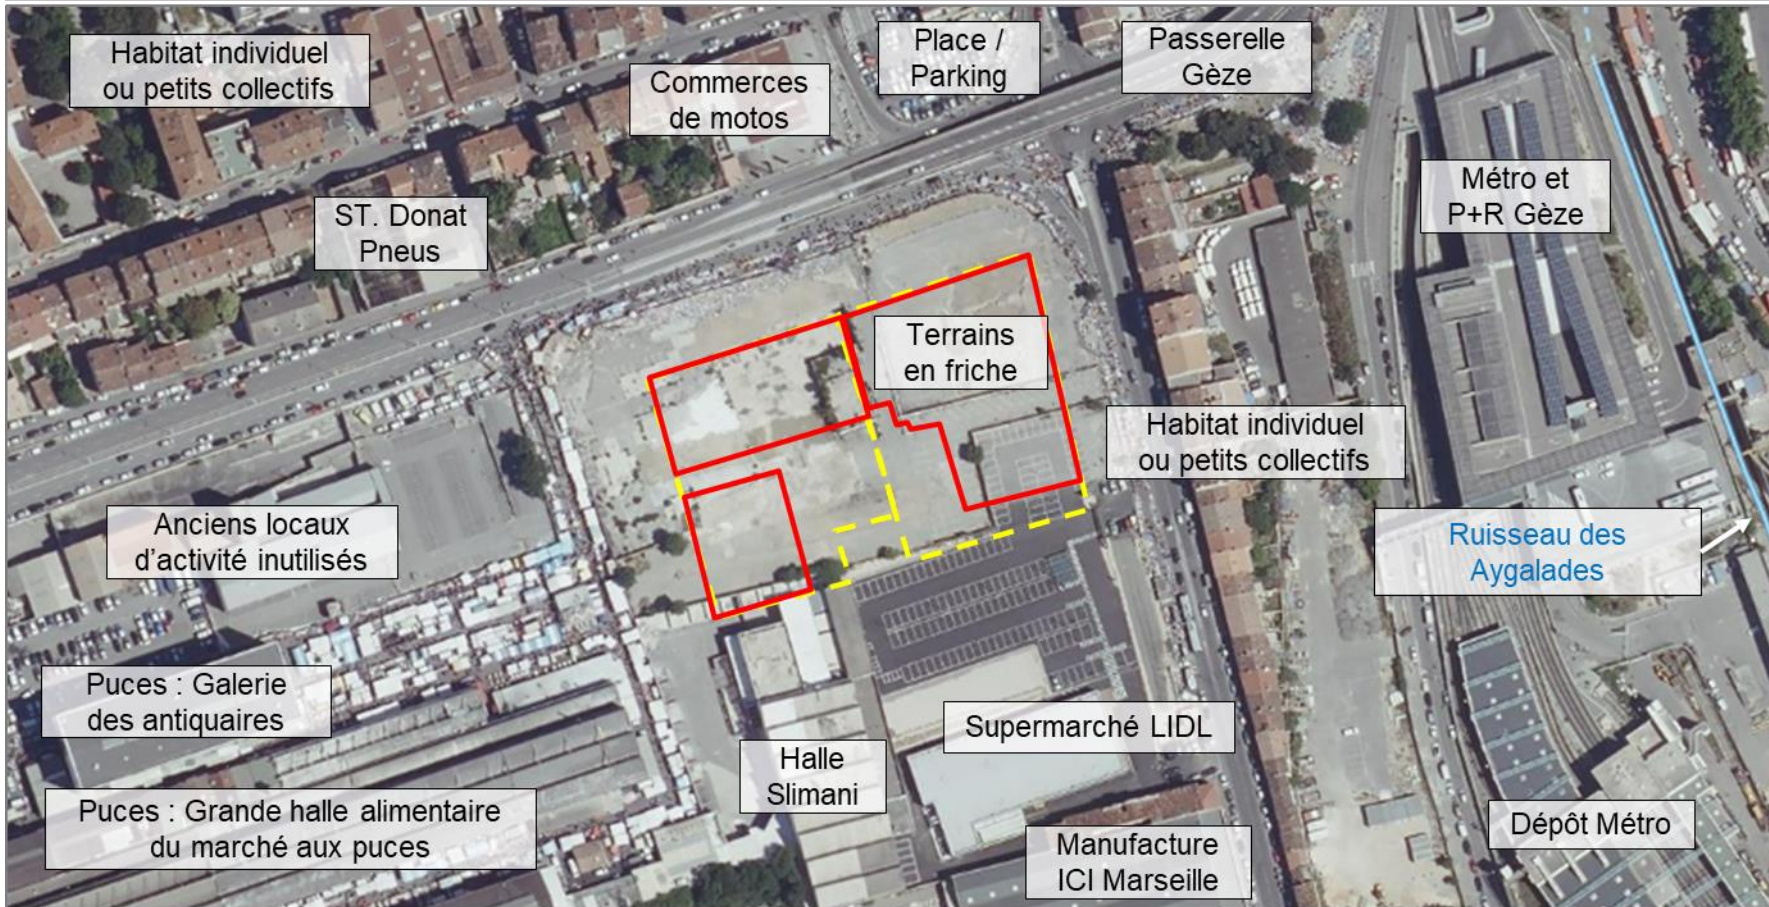 Habitat individuel
ou petits collectifs
Commerces
de motos
Place /
Parking
Passerelle
Gèze
ST. Donat
Pneus
Métro et
P+R Gèze
Terrains
en friche
Habitat individuel
ou petits collectifs
Anciens locaux
d'activité inutilisés
Ruisseau des
Aygalades
Puces : Galerie
des antiquaires
Supermarché LIDL
Halle
Slimani
Puces : Grande halle alimentaire
du marché aux puces
Dépôt Métro
Manufacture
ICI Marseille